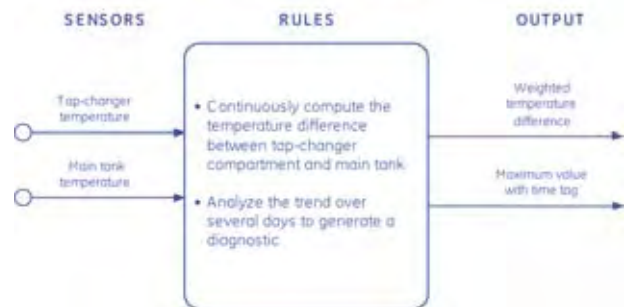 SENSORS
RULES
OUTPUT
Tap-changer
temperature
Main tank
temperature
• Continuously compute the
temperature difference
between tap-changer
compartment and main tank
• Analyze the trend over
several days to generate a
diagnostic
Weighted
temperature
difference
Maximum value
with time tag